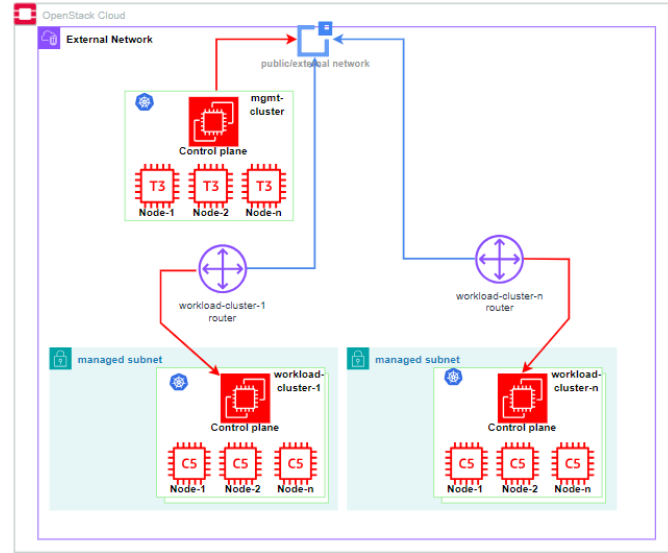 OpenStack Cloud
External Network
public/external network
mgmt-
cluster
Control plane
T3
T3
T3
Node-1
Node-2
Node-n
workload-cluster-1
router
workload-cluster-n
router
managed subnet
workload-
cluster-1
Control plane
C5
C5
C5
Node-1
Node-2
Node-n
managed subnet
workload-
cluster-n
Control plane
C5
C5
C5
Node-1
Node-2
Node-n